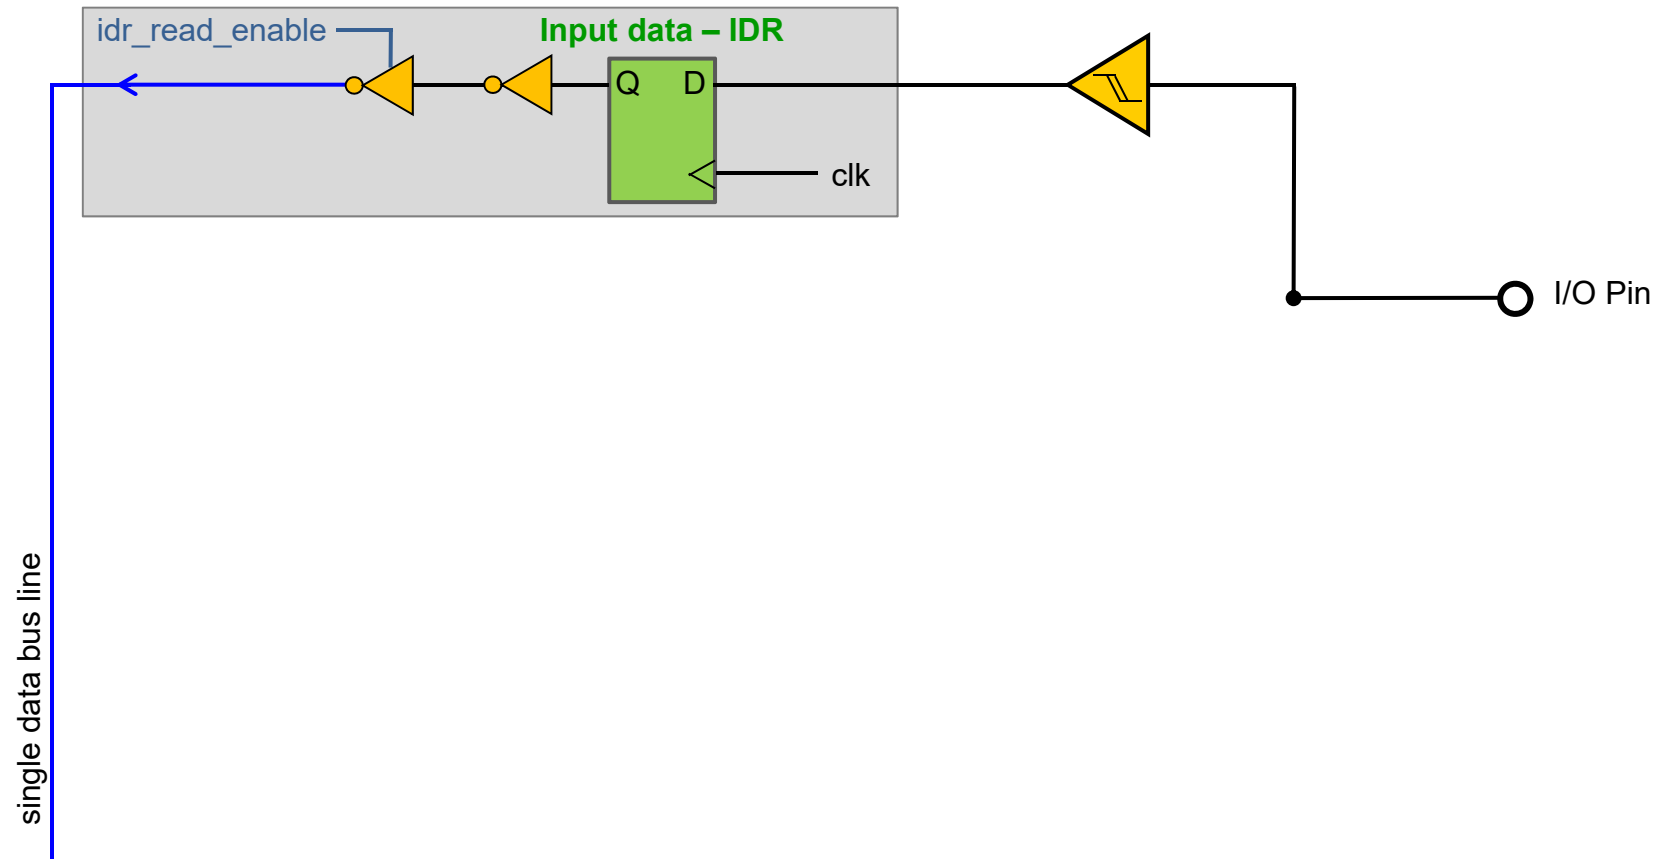 idr_read_enable
Input data – IDR
Q
D
clk
I/O Pin
single data bus line